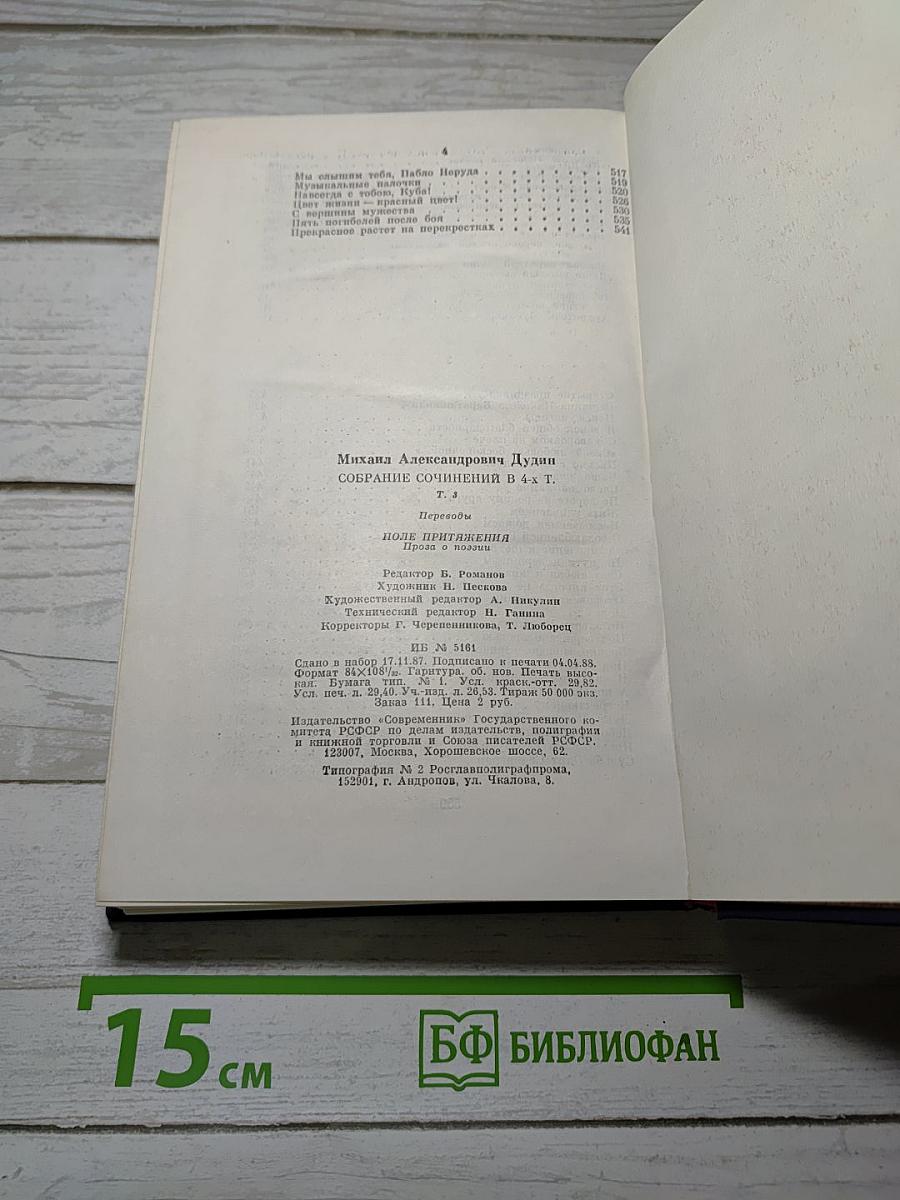 4
Мы слышим тебя, Пабло Неруда . . . . . . . . 517
Музыкальные палочки . . . . . . . . 519
Навсегда с тобою, Куба! . . . . . . . . 520
Цвет жизни — красный цвет! . . . . . . . . 526
С вершины мужества . . . . . . . . 530
Пять погибелей после боя . . . . . . . . 535
Прекрасное растет на перекрестках . . . . . . . . 541
Михаил Александрович Дудин
СОБРАНИЕ СОЧИНЕНИЙ В 4-х Т.
Т. 3
Переводы
ПОЛЕ ПРИТЯЖЕНИЯ
Проза о поэзии
Редактор Б. Романов
Художник Н. Пескова
Художественный редактор А. Никулин
Технический редактор Н. Ганина
Корректоры Г. Черепенникова, Т. Люборец
ИБ № 5161
Сдано в набор 17.11.87. Подписано к печати 04.04.88.
Формат 84×108¹/₃₂. Гарнтура. об. нов. Печать высо-
кая. Бумага тип. № 1. Усл. краск.-отт. 29,82.
Усл. печ. л. 29,40. Уч.-изд. л. 26,53. Тираж 50 000 экз.
Заказ 111. Цена 2 руб.
Издательство «Современник» Государственного ко-
митета РСФСР по делам издательств, полиграфии
и книжной торговли и Союза писателей РСФСР.
123007, Москва, Хорошевское шоссе, 62.
Типография № 2 Росглавполиграфпрома,
152901, г. Андропов, ул. Чкалова, 8.
15 см
БФ БИБЛИОФАН